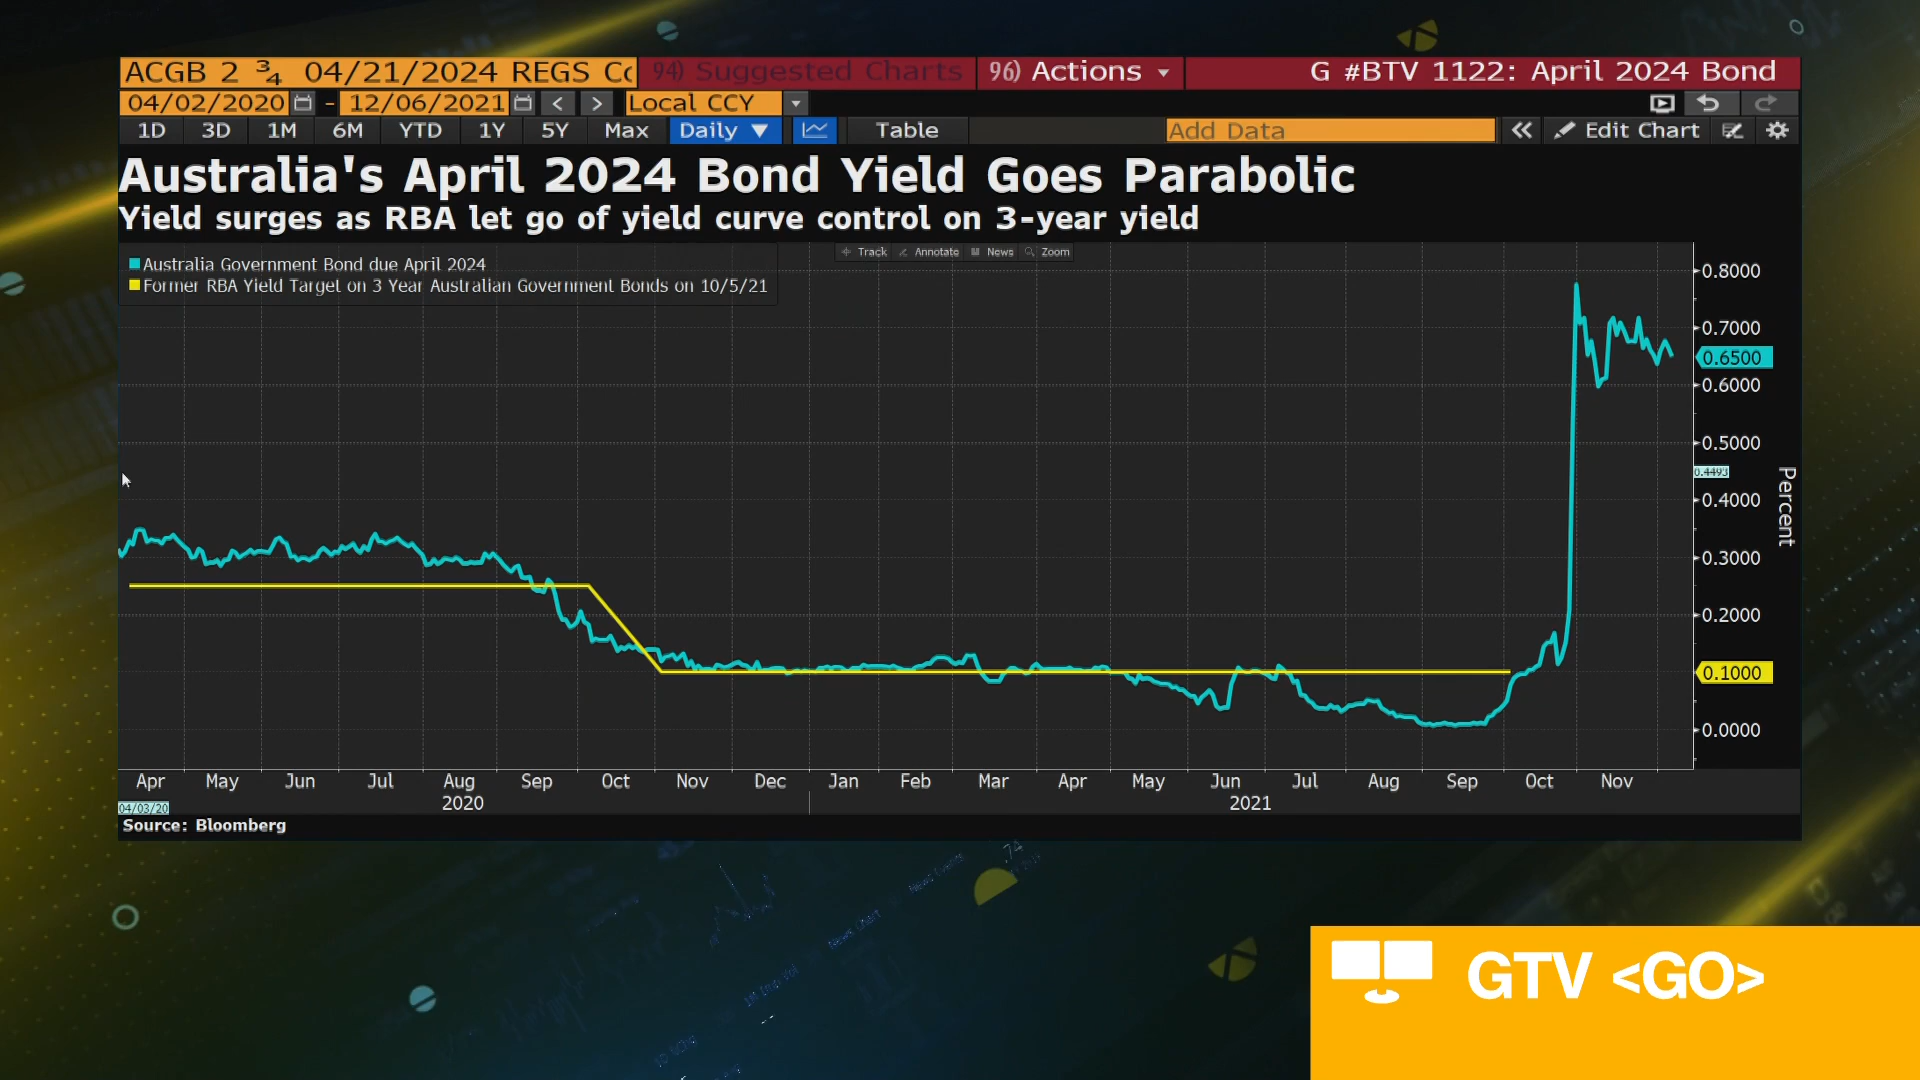 ACGB 2 ¾ 04/21/2024 REGS Cc 94) Suggested Charts 96) Actions G #BTV 1122: April 2024 Bond
04/02/2020 - 12/06/2021 < > Local CCY
1D 3D 1M 6M YTD 1Y 5Y Max Daily ▼ Table Add Data « Edit Chart
Australia's April 2024 Bond Yield Goes Parabolic
Yield surges as RBA let go of yield curve control on 3-year yield
Track Annotate News Zoom
Australia Government Bond due April 2024
Former RBA Yield Target on 3 Year Australian Government Bonds on 10/5/21
0.8000
0.7000
0.6500
0.6000
0.5000
0.4493
0.4000
0.3000
0.2000
0.1000
0.0000
Percent
Apr May Jun Jul Aug Sep Oct Nov Dec Jan Feb Mar Apr May Jun Jul Aug Sep Oct Nov
04/03/20 2020 2021
Source: Bloomberg
GTV <GO>